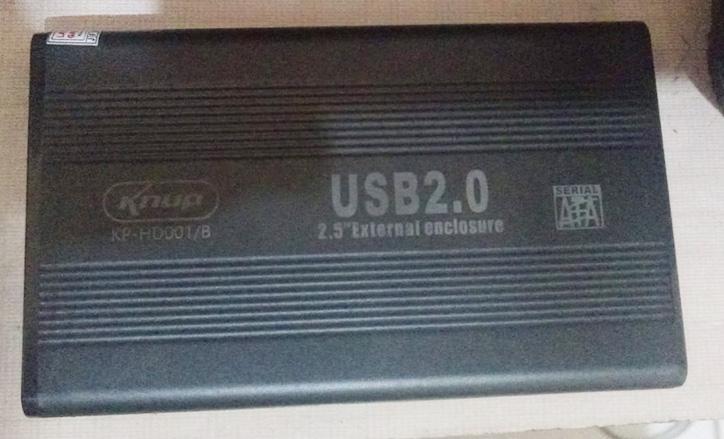 Knup
KP-HD001/B
USB2.0
2.5"External enclosure
SERIAL
ATA